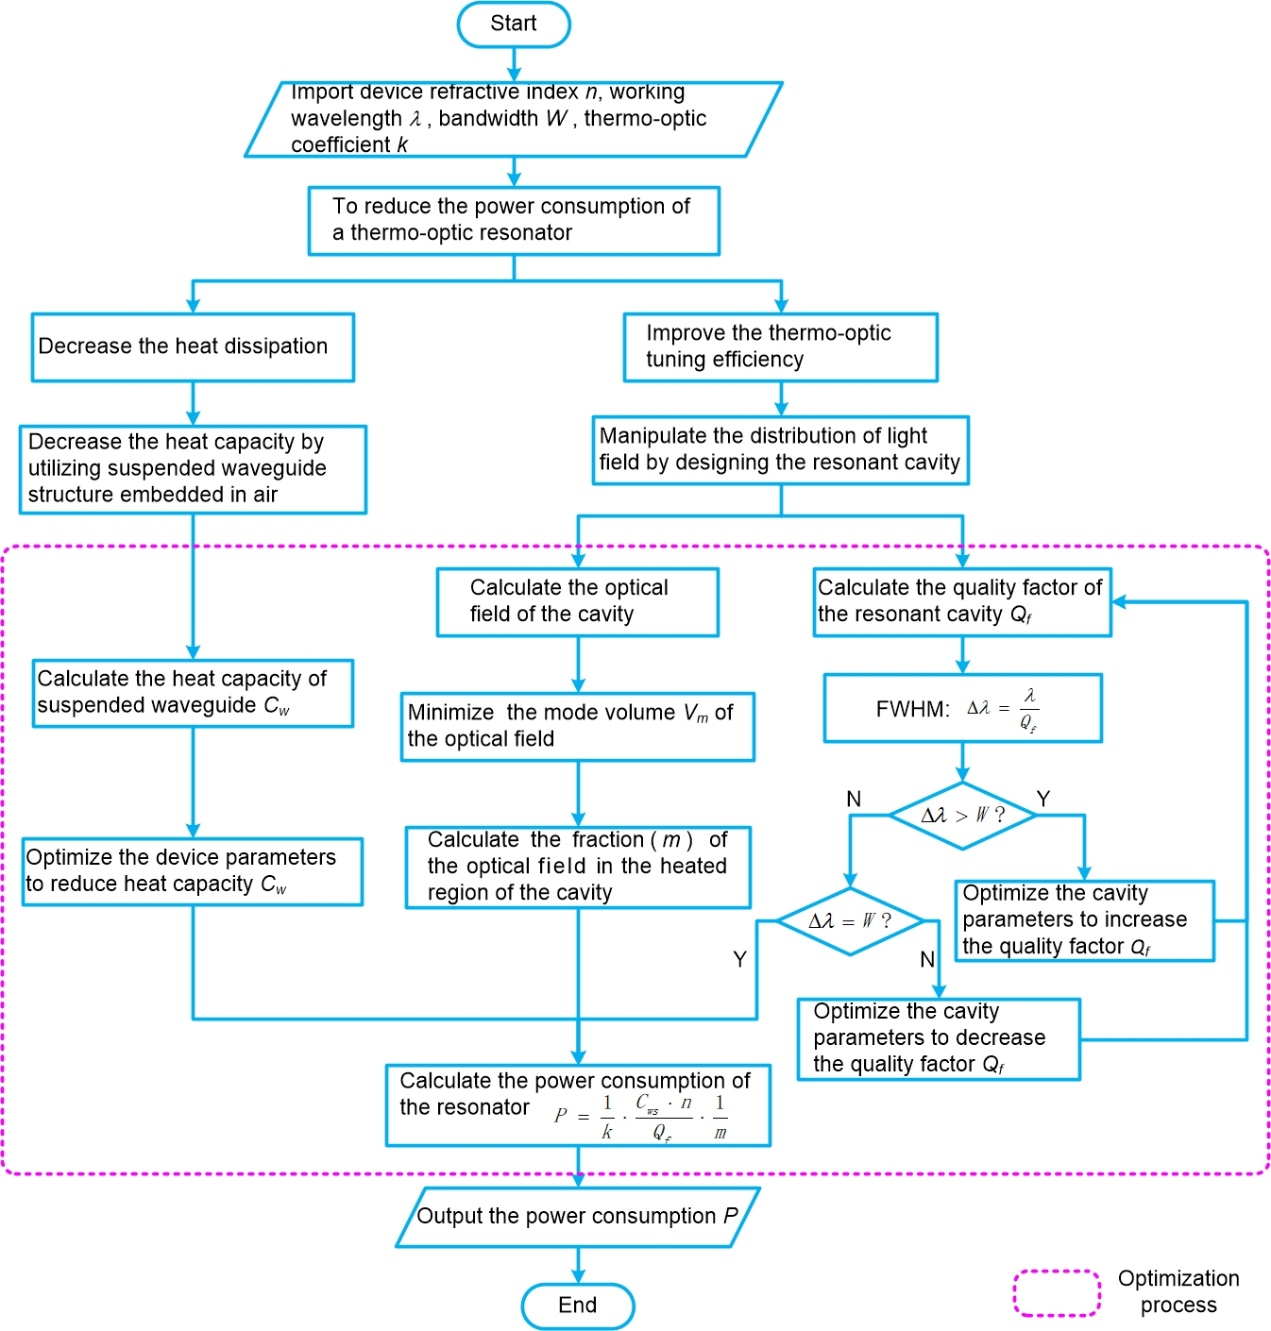 Start
Import device refractive index n, working
wavelength λ , bandwidth W , thermo-optic
coefficient k
To reduce the power consumption of
a thermo-optic resonator
Decrease the heat dissipation
Improve the thermo-optic
tuning efficiency
Decrease the heat capacity by
utilizing suspended waveguide
structure embedded in air
Manipulate the distribution of light
field by designing the resonant cavity
Calculate the optical
field of the cavity
Calculate the quality factor of
the resonant cavity Qf
Calculate the heat capacity of
suspended waveguide Cw
Minimize the mode volume Vm of
the optical field
FWHM: Δλ = λ / Qf
N
Y
Δλ > W ?
Optimize the device parameters
to reduce heat capacity Cw
Calculate the fraction ( m ) of
the optical field in the heated
region of the cavity
Δλ = W ?
Y
N
Optimize the cavity
parameters to increase
the quality factor Qf
Optimize the cavity
parameters to decrease
the quality factor Qf
Calculate the power consumption of
the resonator P = 1/k · Cws · n / Qf · 1/m
Output the power consumption P
End
Optimization
process